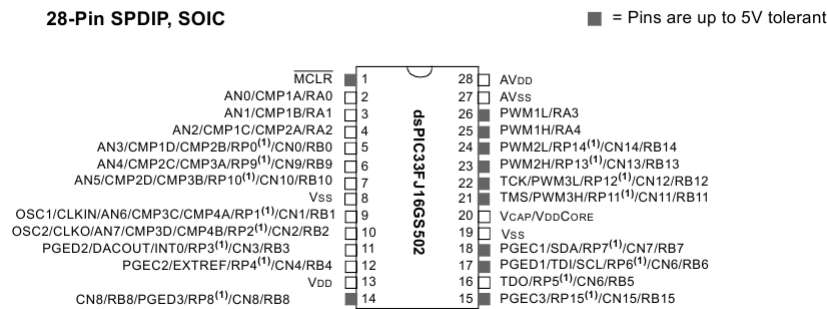 28-Pin SPDIP, SOIC
= Pins are up to 5V tolerant
MCLR 1
AN0/CMP1A/RA0 2
AN1/CMP1B/RA1 3
AN2/CMP1C/CMP2A/RA2 4
AN3/CMP1D/CMP2B/RP0(1)/CN0/RB0 5
AN4/CMP2C/CMP3A/RP9(1)/CN9/RB9 6
AN5/CMP2D/CMP3B/RP10(1)/CN10/RB10 7
VSS 8
OSC1/CLKIN/AN6/CMP3C/CMP4A/RP1(1)/CN1/RB1 9
OSC2/CLKO/AN7/CMP3D/CMP4B/RP2(1)/CN2/RB2 10
PGED2/DACOUT/INT0/RP3(1)/CN3/RB3 11
PGEC2/EXTREF/RP4(1)/CN4/RB4 12
VDD 13
CN8/RB8/PGED3/RP8(1)/CN8/RB8 14
dsPIC33FJ16GS502
28 AVDD
27 AVSS
26 PWM1L/RA3
25 PWM1H/RA4
24 PWM2L/RP14(1)/CN14/RB14
23 PWM2H/RP13(1)/CN13/RB13
22 TCK/PWM3L/RP12(1)/CN12/RB12
21 TMS/PWM3H/RP11(1)/CN11/RB11
20 VCAP/VDDCORE
19 VSS
18 PGEC1/SDA/RP7(1)/CN7/RB7
17 PGED1/TDI/SCL/RP6(1)/CN6/RB6
16 TDO/RP5(1)/CN6/RB5
15 PGEC3/RP15(1)/CN15/RB15